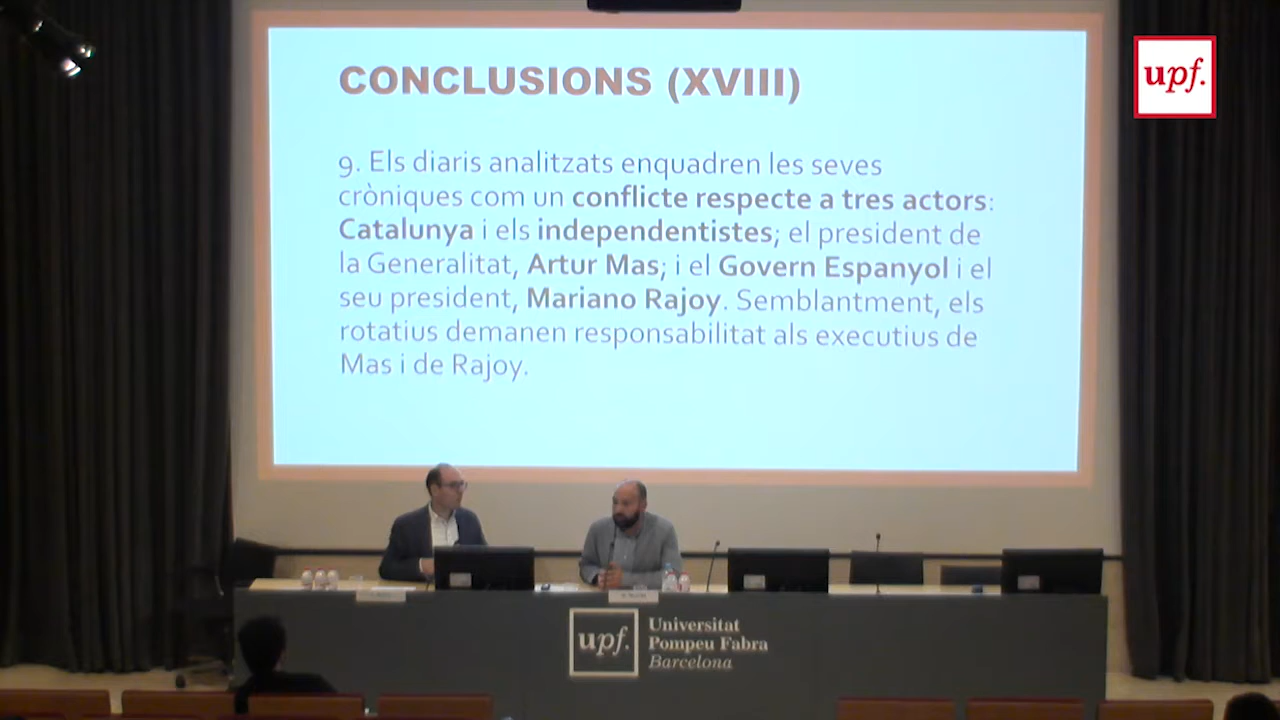 CONCLUSIONS (XVIII)
upf.
9. Els diaris analitzats enquadren les seves
cròniques com un conflicte respecte a tres actors:
Catalunya i els independentistes; el president de
la Generalitat, Artur Mas; i el Govern Espanyol i el
seu president, Mariano Rajoy. Semblantment, els
rotatius demanen responsabilitat als executius de
Mas i de Rajoy.
upf.
Universitat
Pompeu Fabra
Barcelona